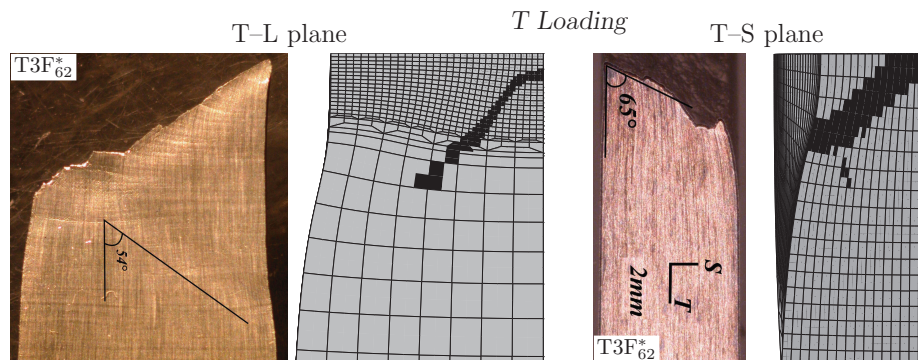 T Loading
T–L plane
T–S plane
T3F*62
54°
65°
S
T
2mm
T3F*62